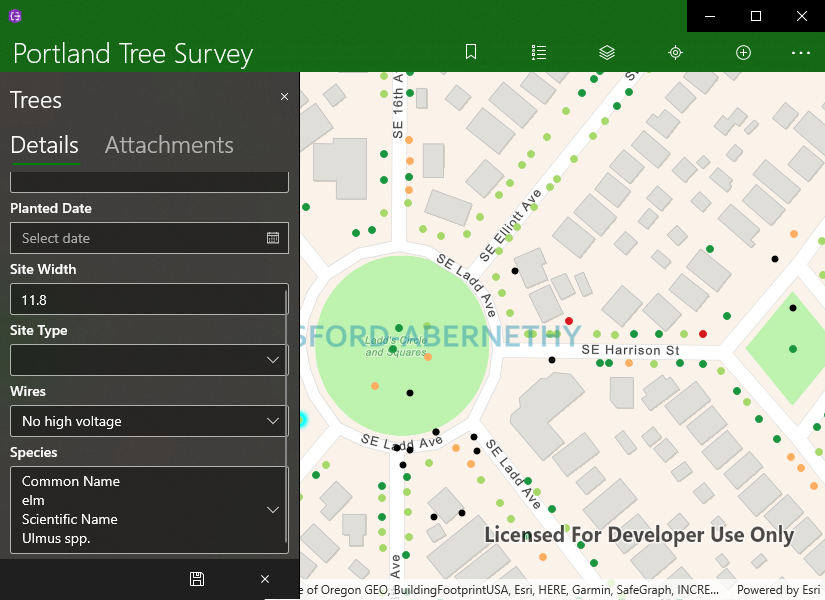 Portland Tree Survey
Trees
Details
Attachments
Planted Date
Select date
Site Width
11.8
Site Type
Wires
No high voltage
Species
Common Name
elm
Scientific Name
Ulmus spp.
SE 16th A
SE Elliott Ave
SE Ladd Ave
SFORD-ABERNETHY
Ladd's Circle
and Squares
SE Harrison St
SE Ladd Ave
SE Ladd Ave
Ave
Licensed For Developer Use Only
e of Oregon GEO, BuildingFootprintUSA, Esri, HERE, Garmin, SafeGraph, INCRE...
Powered by Esri